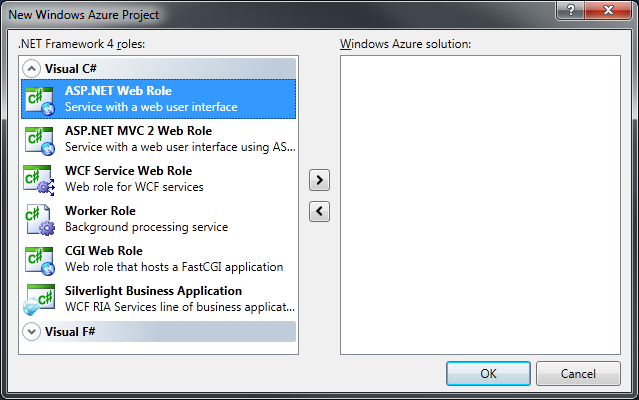 New Windows Azure Project
.NET Framework 4 roles:
Windows Azure solution:
Visual C#
ASP.NET Web Role
Service with a web user interface
ASP.NET MVC 2 Web Role
Service with a web user interface using AS...
WCF Service Web Role
Web role for WCF services
Worker Role
Background processing service
CGI Web Role
Web role that hosts a FastCGI application
Silverlight Business Application
WCF RIA Services line of business applicat...
Visual F#
OK
Cancel